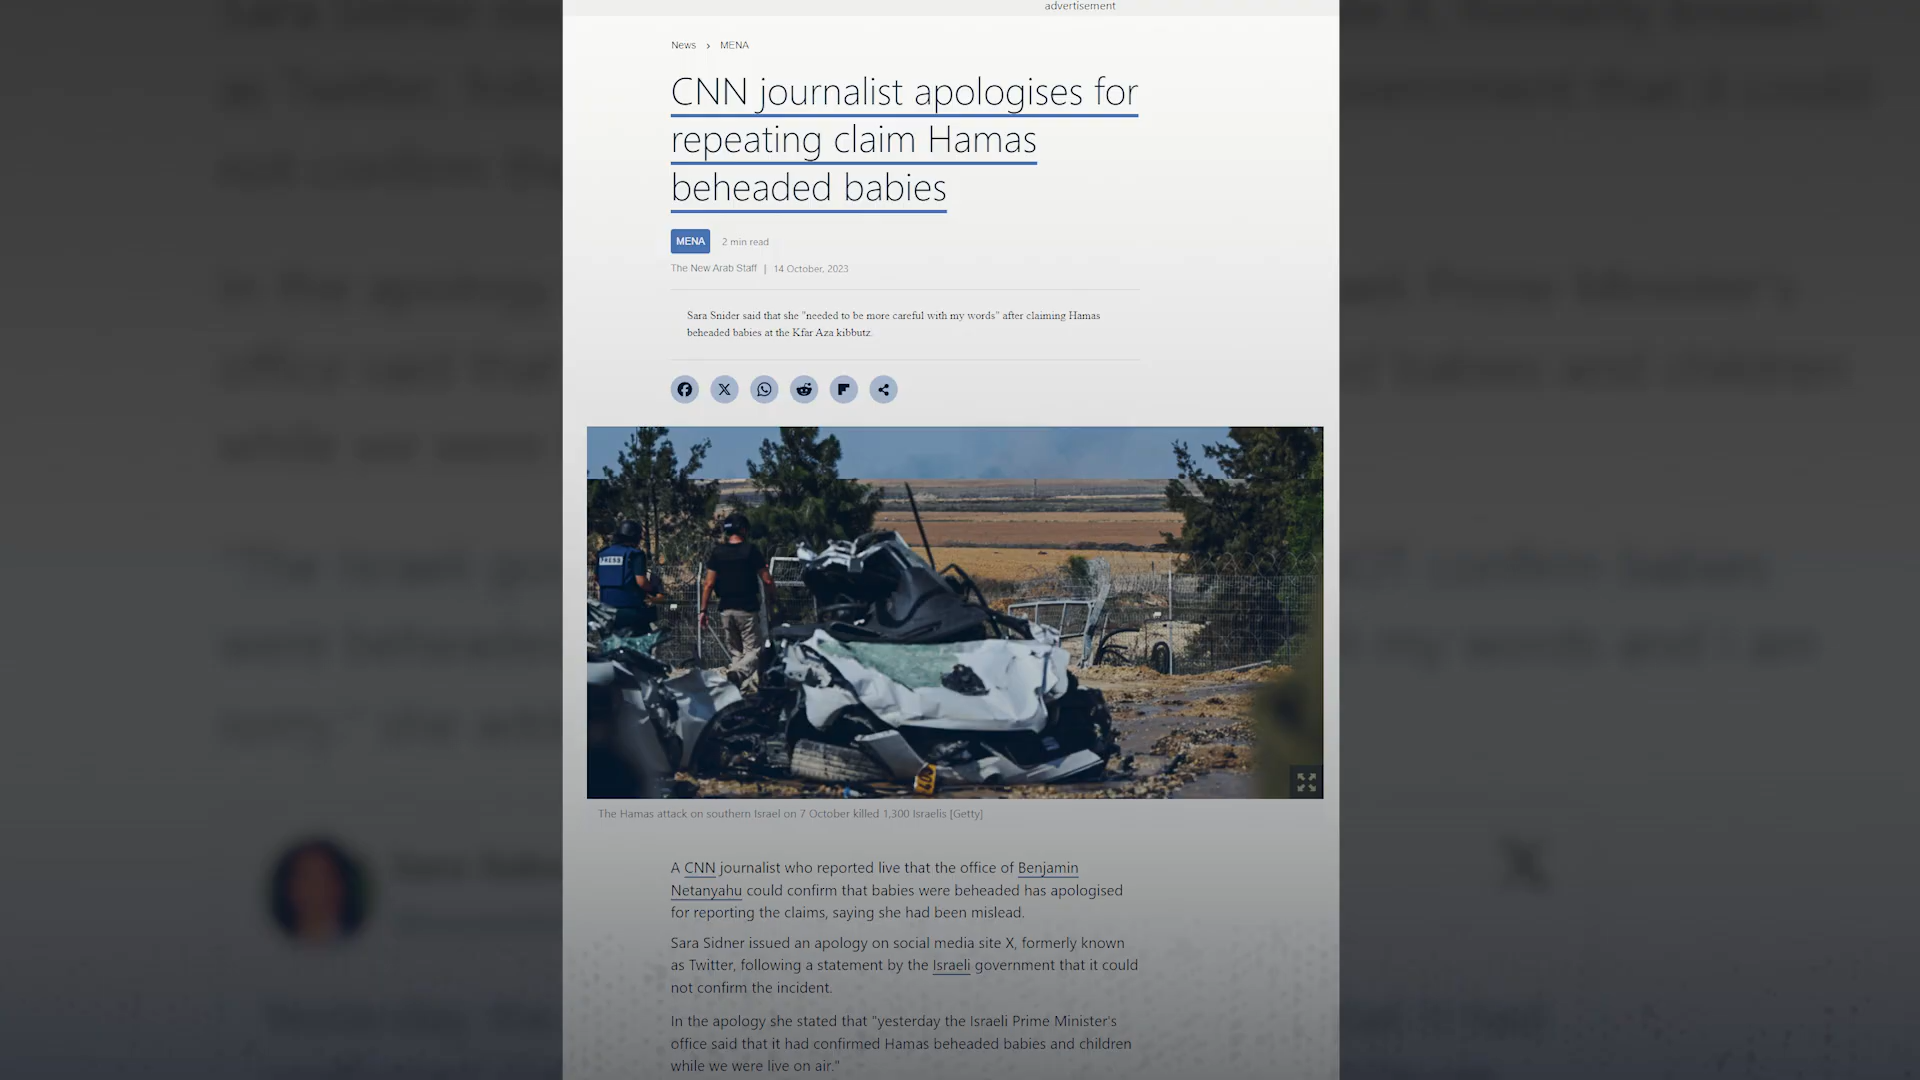 advertisement
News > MENA
CNN journalist apologises for
repeating claim Hamas
beheaded babies
MENA 2 min read
The New Arab Staff | 14 October, 2023
Sara Snider said that she "needed to be more careful with my words" after claiming Hamas
beheaded babies at the Kfar Aza kibbutz.
PRESS
The Hamas attack on southern Israel on 7 October killed 1,300 Israelis [Getty]
A CNN journalist who reported live that the office of Benjamin
Netanyahu could confirm that babies were beheaded has apologised
for reporting the claims, saying she had been mislead.
Sara Sidner issued an apology on social media site X, formerly known
as Twitter, following a statement by the Israeli government that it could
not confirm the incident.
In the apology she stated that "yesterday the Israeli Prime Minister's
office said that it had confirmed Hamas beheaded babies and children
while we were live on air."